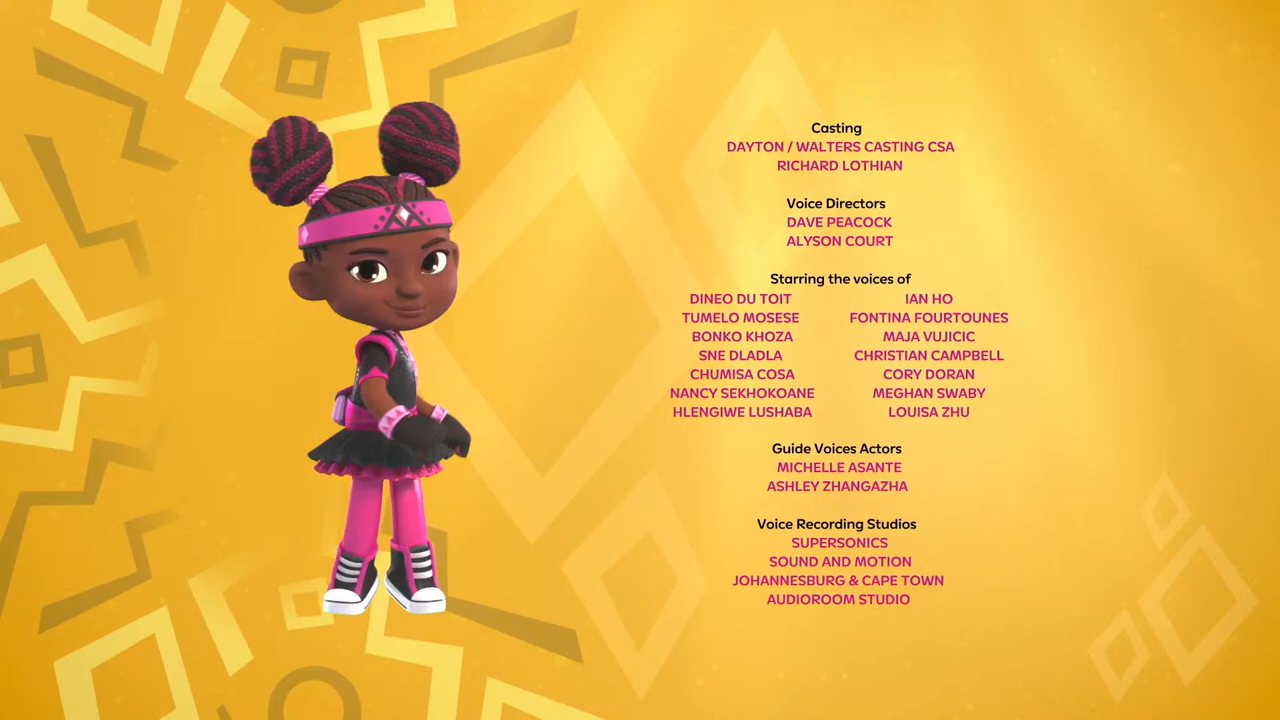 Casting
DAYTON / WALTERS CASTING CSA
RICHARD LOTHIAN
Voice Directors
DAVE PEACOCK
ALYSON COURT
Starring the voices of
DINEO DU TOIT IAN HO
TUMELO MOSESE FONTINA FOURTOUNES
BONKO KHOZA MAJA VUJICIC
SNE DLADLA CHRISTIAN CAMPBELL
CHUMISA COSA CORY DORAN
NANCY SEKHOKOANE MEGHAN SWABY
HLENGIWE LUSHABA LOUISA ZHU
Guide Voices Actors
MICHELLE ASANTE
ASHLEY ZHANGAZHA
Voice Recording Studios
SUPERSONICS
SOUND AND MOTION
JOHANNESBURG & CAPE TOWN
AUDIOROOM STUDIO